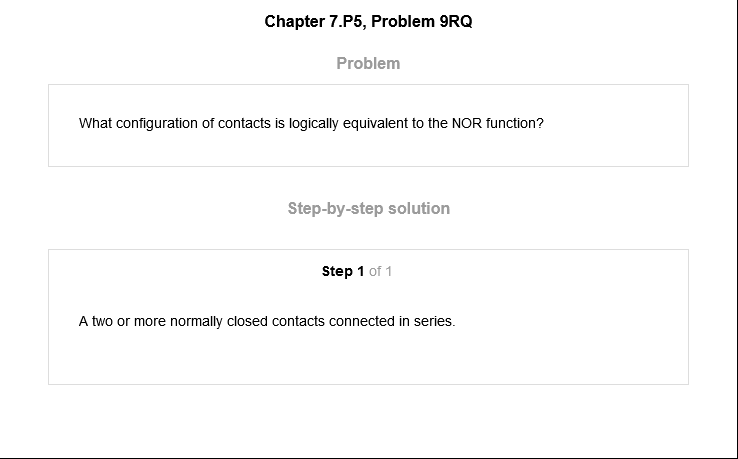 Chapter 7.P5, Problem 9RQ
Problem
What configuration of contacts is logically equivalent to the NOR function?
Step-by-step solution
Step 1 of 1
A two or more normally closed contacts connected in series.